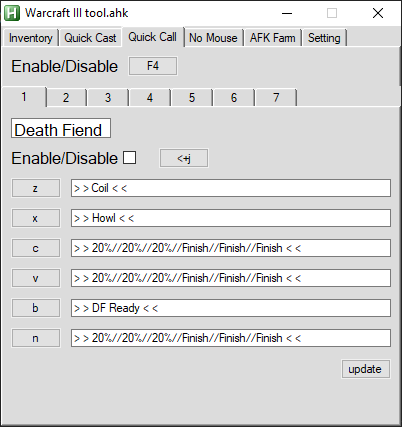 Warcraft III tool.ahk
Inventory Quick Cast Quick Call No Mouse AFK Farm Setting
Enable/Disable F4
1 2 3 4 5 6 7
Death Fiend
Enable/Disable <+j
z > > Coil < <
x > > Howl < <
c > > 20%//20%//20%//Finish//Finish//Finish < <
v > > 20%//20%//20%//Finish//Finish//Finish < <
b > > DF Ready < <
n > > 20%//20%//20%//Finish//Finish//Finish < <
update